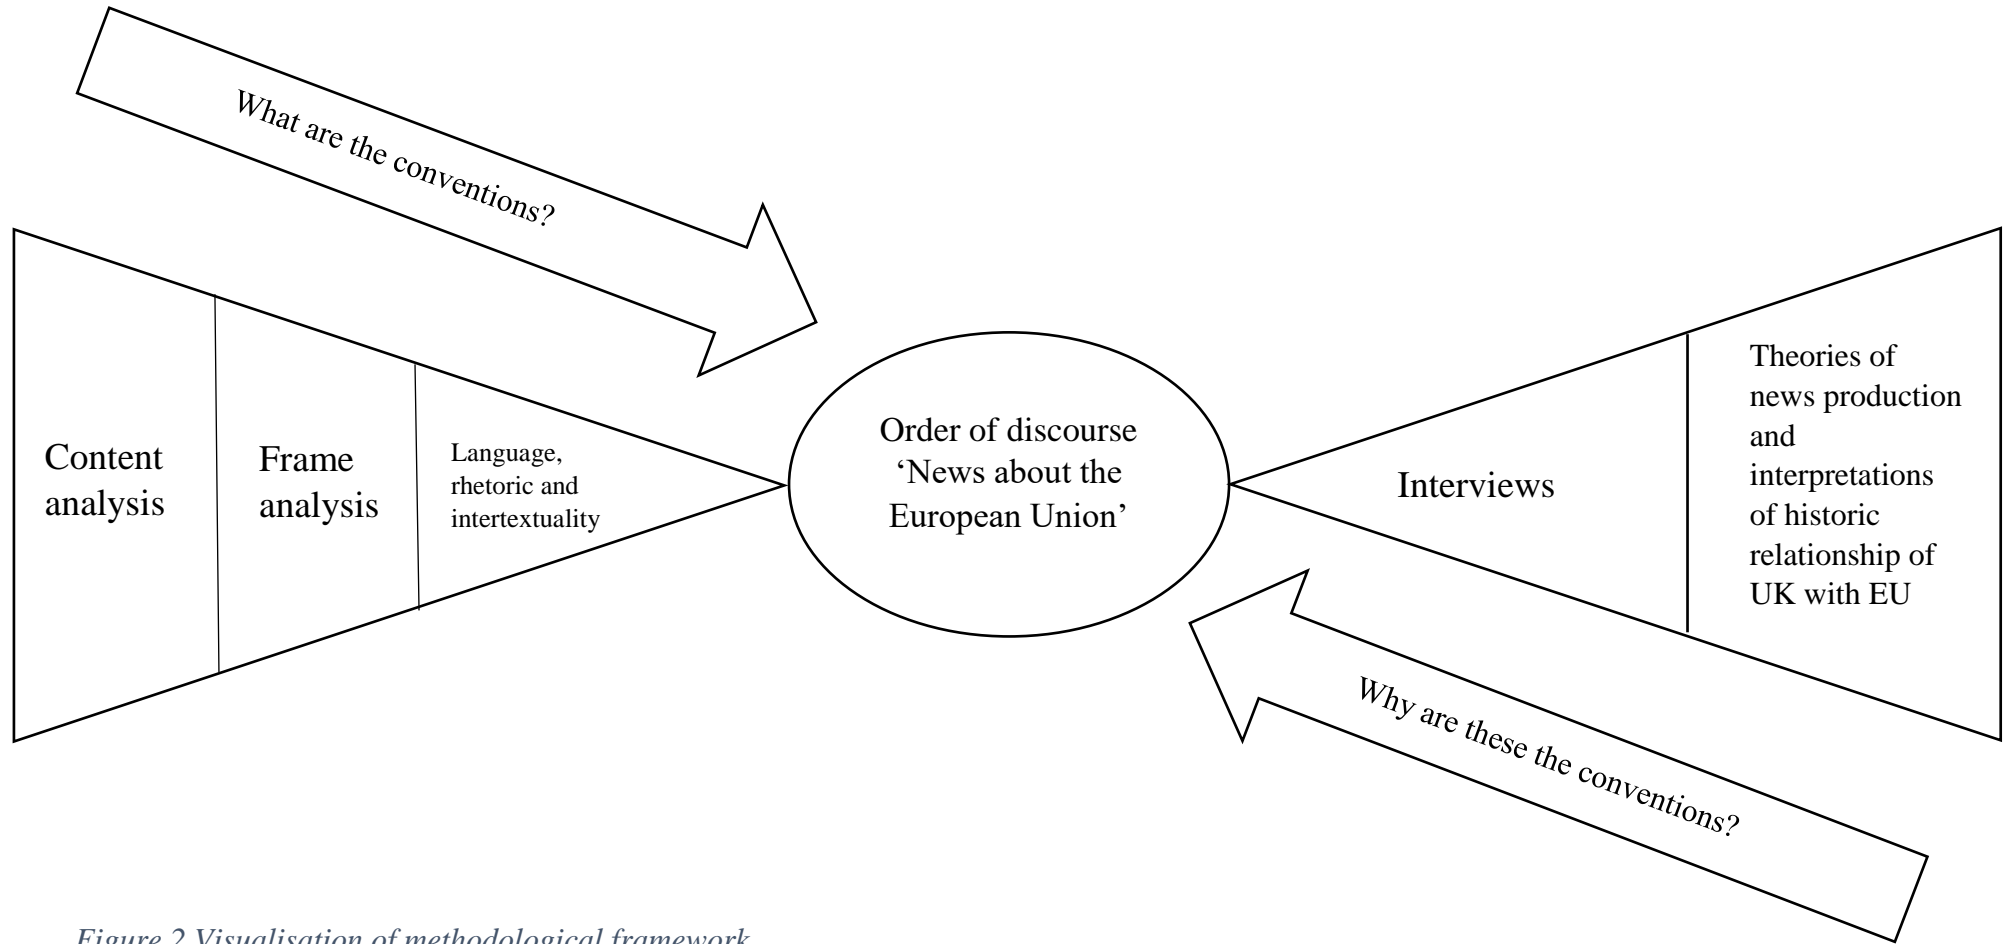 What are the conventions?
Content
analysis
Frame
analysis
Language,
rhetoric and
intertextuality
Order of discourse
‘News about the
European Union’
Interviews
Theories of
news production
and
interpretations
of historic
relationship of
UK with EU
Why are these the conventions?
Figure 2 Visualisation of methodological framework